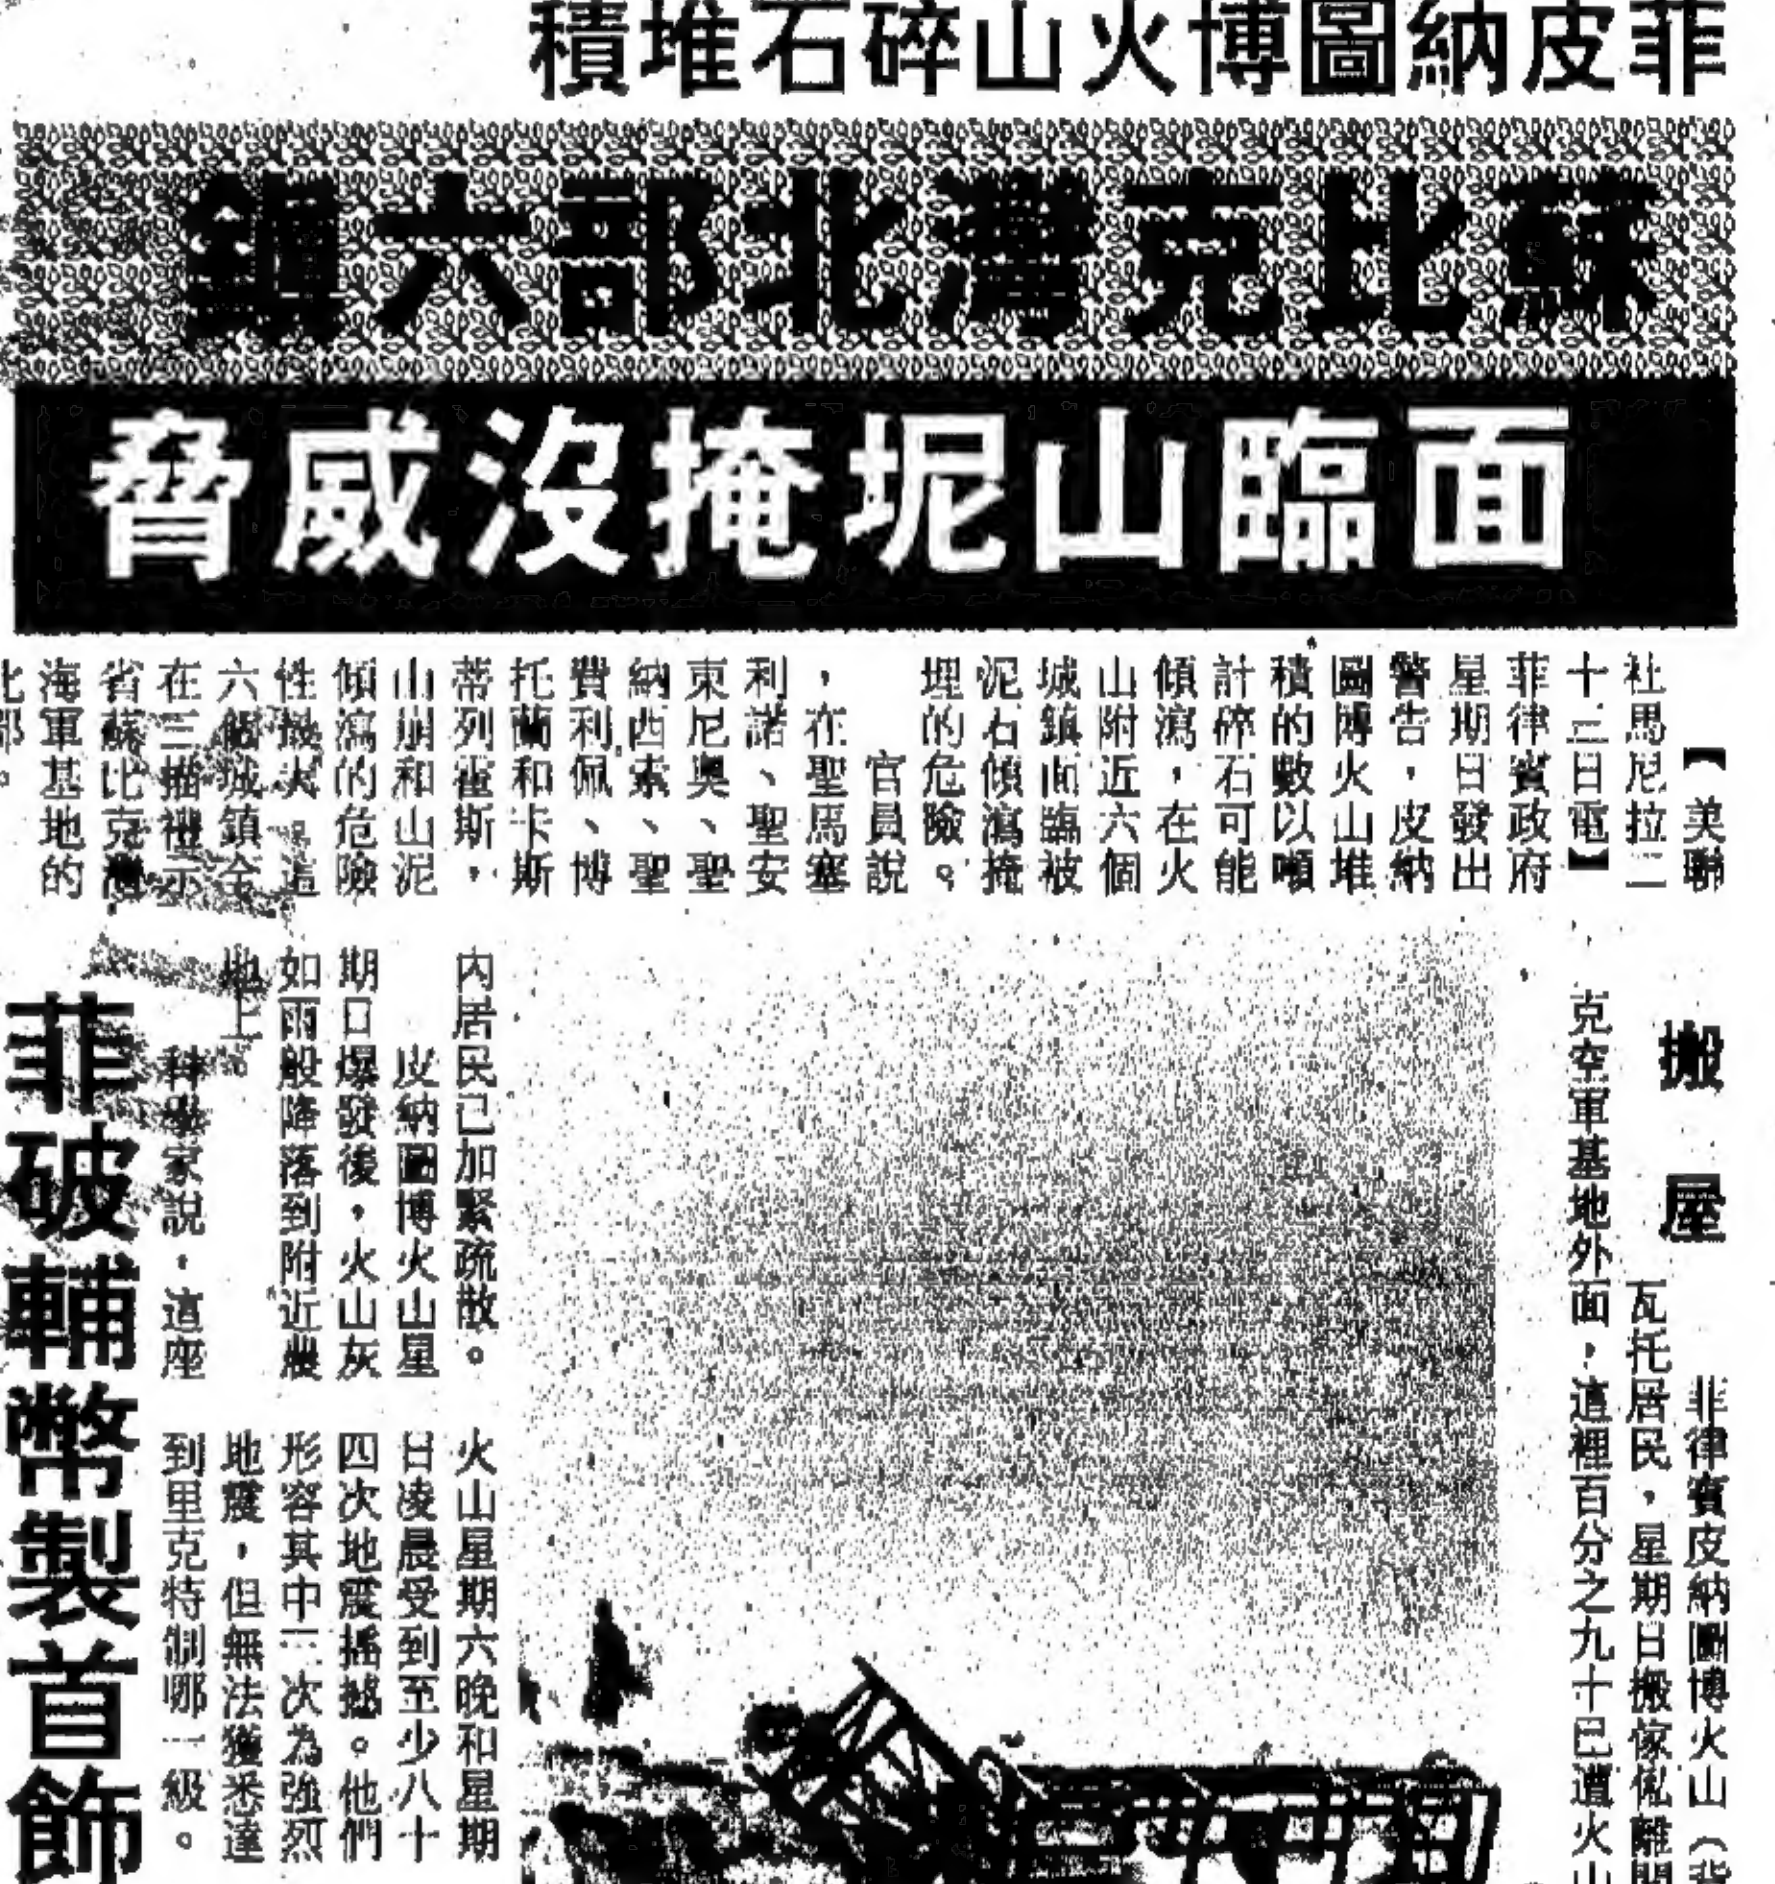 菲皮納圖博火山碎石堆積
蘇比克灣北部六鎮
面臨山坭掩沒威脅
【美聯
社馬尼拉二
十三日電】
菲律賓政府
星期日發出
警告，皮納
圖博火山堆
積的數以噸
計碎石可能
傾瀉，在火
山附近六個
城鎮面臨被
泥石傾瀉掩
埋的危險。
官員說
，在聖馬塞
利諾、聖安
東尼奧、聖
納西索、聖
費利佩、博
托蘭和卡斯
蒂列霍斯，
山崩和山泥
傾瀉的危險
性最大。這
六個城鎮全
在三描禮示
省蘇比克灣
海軍基地的
北部。
內居民已加緊疏散。
皮納圖博火山星
期日爆發後，火山灰
如雨般降落到附近農
地上。
科學家說，這座
火山星期六晚和星期
日凌晨受到至少八十
四次地震搖撼。他們
形容其中二次為強烈
地震，但無法獲悉達
到里克特制哪一級。
搬屋
菲律賓皮納圖博火山（背
瓦托居民，星期日搬傢俬離開
克空軍基地外面，這裡百分之九十已遭火山
菲破輔幣製首飾